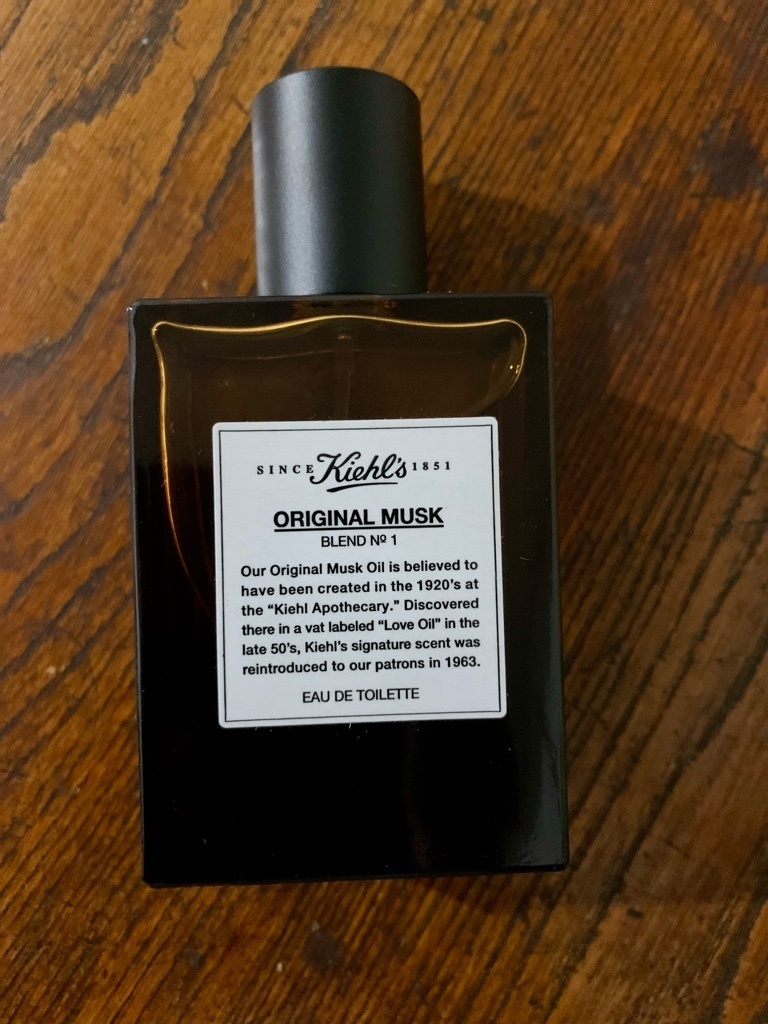 SINCE Kiehl's 1851
ORIGINAL MUSK
BLEND Nº 1
Our Original Musk Oil is believed to
have been created in the 1920's at
the “Kiehl Apothecary.” Discovered
there in a vat labeled “Love Oil” in the
late 50's, Kiehl's signature scent was
reintroduced to our patrons in 1963.
EAU DE TOILETTE